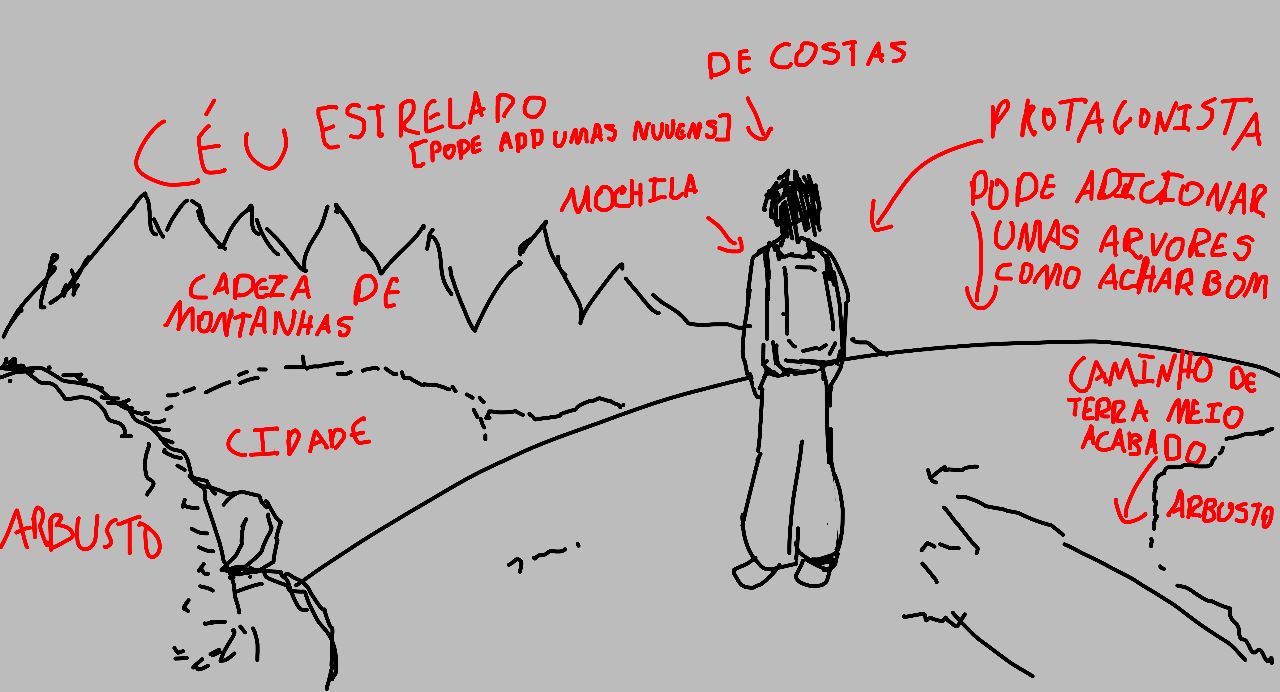 DE COSTAS
CÉU ESTRELADO
[PODE ADD UMAS NUVENS]
PROTAGONISTA
MOCHILA
PODE ADICIONAR
UMAS ARVORES
COMO ACHAR BOM
CADEIA DE
MONTANHAS
CAMINHO DE
TERRA MEIO
ACABADO
CIDADE
ARBUSTO
ARBUSTO